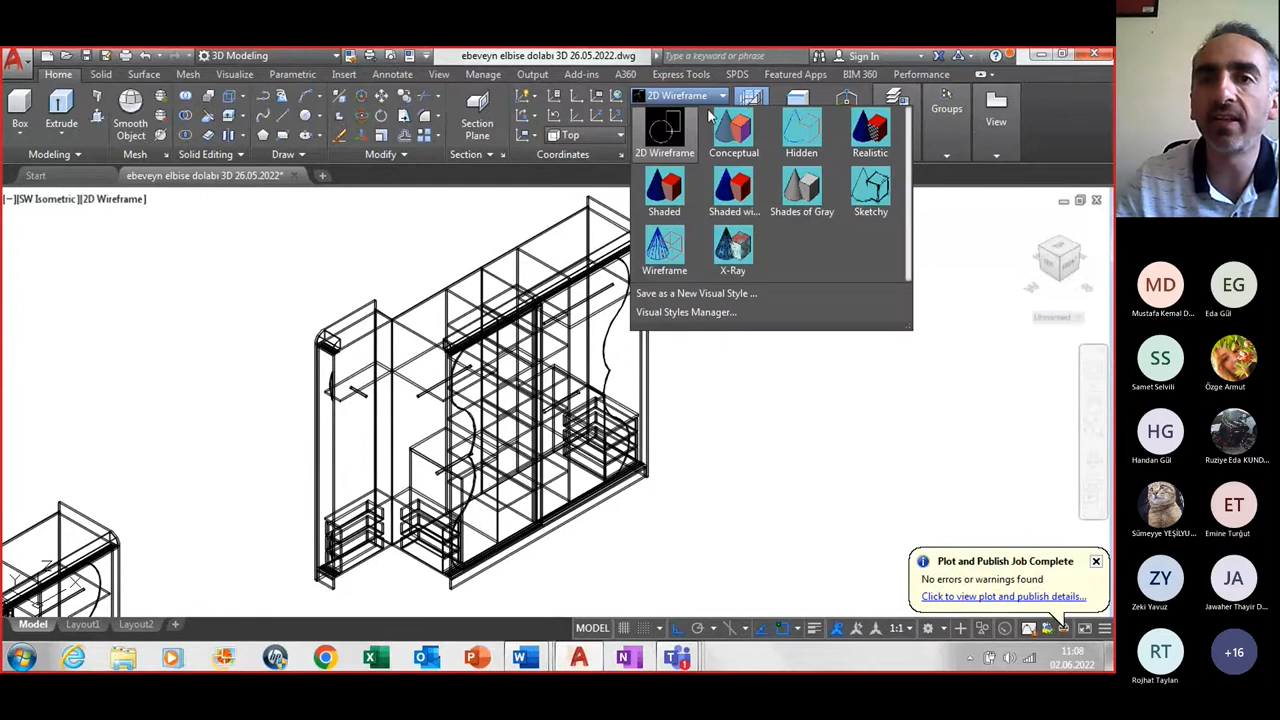 3D Modeling
ebeveyn elbise dolabı 3D 26.05.2022.dwg
Type a keyword or phrase
Sign In
Home
Solid
Surface
Mesh
Visualize
Parametric
Insert
Annotate
View
Manage
Output
Add-ins
A360
Express Tools
SPDS
Featured Apps
BIM 360
Performance
2D Wireframe
Box
Extrude
Smooth
Object
Section
Plane
Top
Groups
View
Modeling
Mesh
Solid Editing
Draw
Modify
Section
Coordinates
2D Wireframe
Conceptual
Hidden
Realistic
Shaded
Shaded wi...
Shades of Gray
Sketchy
Wireframe
X-Ray
Save as a New Visual Style ...
Visual Styles Manager...
Start
ebeveyn elbise dolabı 3D 26.05.2022*
[−][SW Isometric][2D Wireframe]
Unnamed
Y Z X
Plot and Publish Job Complete
No errors or warnings found
Click to view plot and publish details...
Model
Layout1
Layout2
MODEL
1:1
11:08
02.06.2022
MD
Mustafa Kemal D...
EG
Eda Gül
SS
Samet Selvili
Özge Armut
HG
Handan Gül
Ruziye Eda KUND...
Sümeyye YEŞİLYU...
ET
Emine Turğut
ZY
Zeki Yavuz
JA
Jawaher Thayir D...
RT
Rojhat Taylan
+16